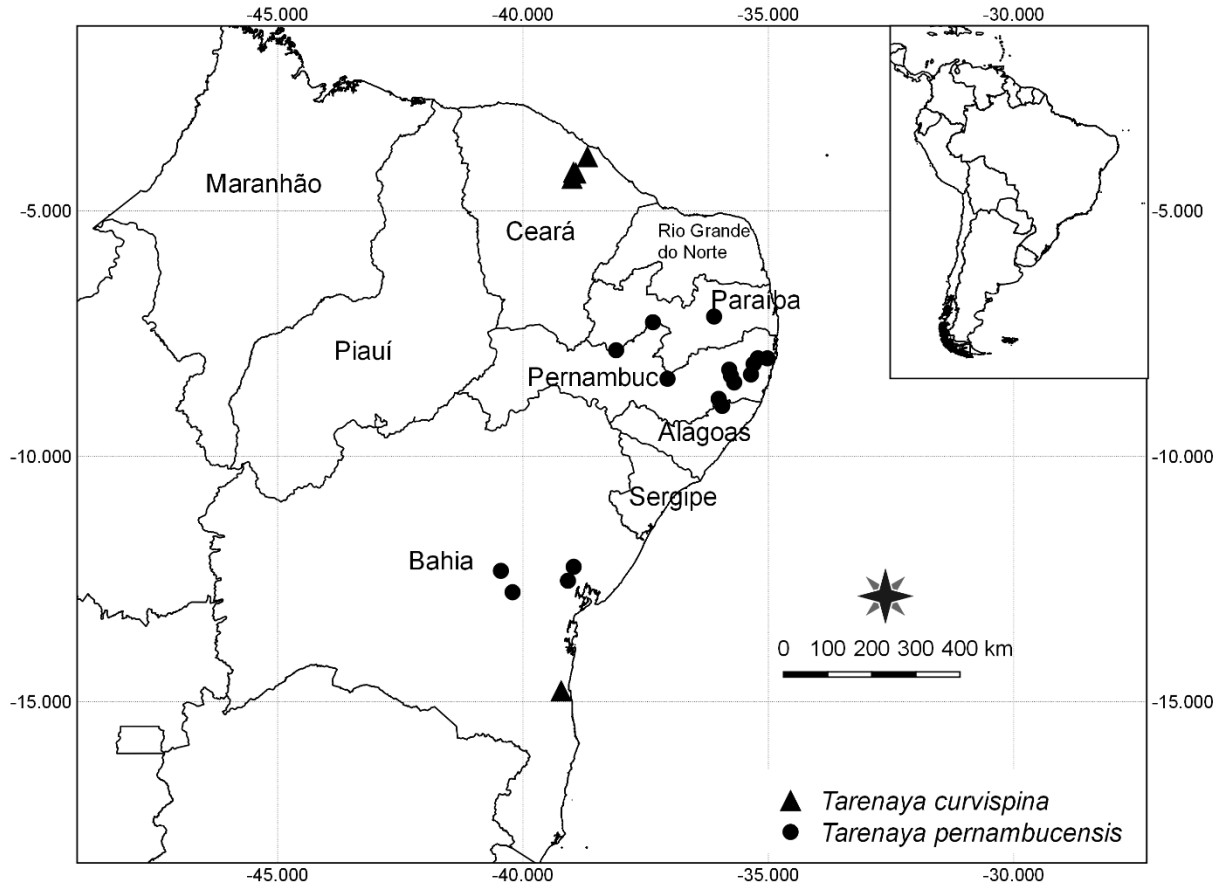 -45.000 -40.000 -35.000 -30.000
Maranhão
-5.000 -5.000
Ceará
Rio Grande
do Norte
Paraíba
Piauí
Pernambuc
Alagoas
-10.000 -10.000
Sergipe
Bahia
0 100 200 300 400 km
-15.000 -15.000
Tarenaya curvispina
Tarenaya pernambucensis
-45.000 -40.000 -35.000 -30.000